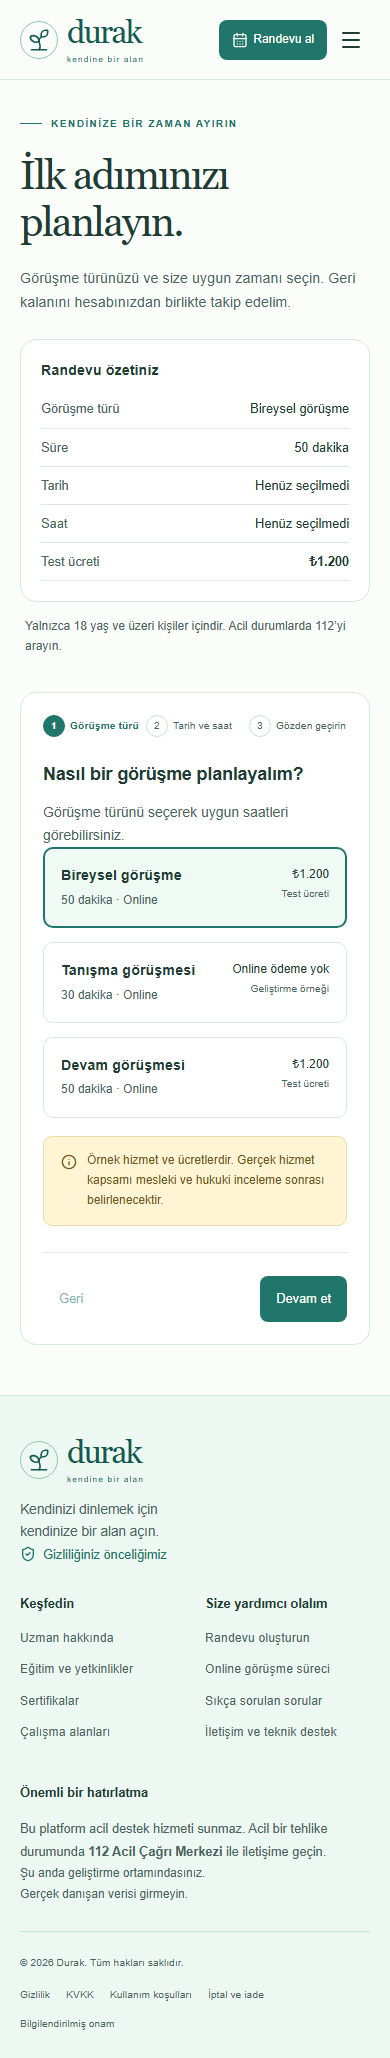 durak
kendine bir alan
Randevu al
KENDİNİZE BİR ZAMAN AYIRIN
İlk adımınızı
planlayın.
Görüşme türünüzü ve size uygun zamanı seçin. Geri
kalanını hesabınızdan birlikte takip edelim.
Randevu özetiniz
Görüşme türü Bireysel görüşme
Süre 50 dakika
Tarih Henüz seçilmedi
Saat Henüz seçilmedi
Test ücreti ₺1.200
Yalnızca 18 yaş ve üzeri kişiler içindir. Acil durumlarda 112'yi
arayın.
1 Görüşme türü 2 Tarih ve saat 3 Gözden geçirin
Nasıl bir görüşme planlayalım?
Görüşme türünü seçerek uygun saatleri
görebilirsiniz.
Bireysel görüşme ₺1.200
50 dakika · Online Test ücreti
Tanışma görüşmesi Online ödeme yok
30 dakika · Online Geliştirme örneği
Devam görüşmesi ₺1.200
50 dakika · Online Test ücreti
Örnek hizmet ve ücretlerdir. Gerçek hizmet
kapsamı mesleki ve hukuki inceleme sonrası
belirlenecektir.
Geri Devam et
durak
kendine bir alan
Kendinizi dinlemek için
kendinize bir alan açın.
Gizliliğiniz önceliğimiz
Keşfedin Size yardımcı olalım
Uzman hakkında Randevu oluşturun
Eğitim ve yetkinlikler Online görüşme süreci
Sertifikalar Sıkça sorulan sorular
Çalışma alanları İletişim ve teknik destek
Önemli bir hatırlatma
Bu platform acil destek hizmeti sunmaz. Acil bir tehlike
durumunda 112 Acil Çağrı Merkezi ile iletişime geçin.
Şu anda geliştirme ortamındasınız.
Gerçek danışan verisi girmeyin.
© 2026 Durak. Tüm hakları saklıdır.
Gizlilik KVKK Kullanım koşulları İptal ve iade
Bilgilendirilmiş onam